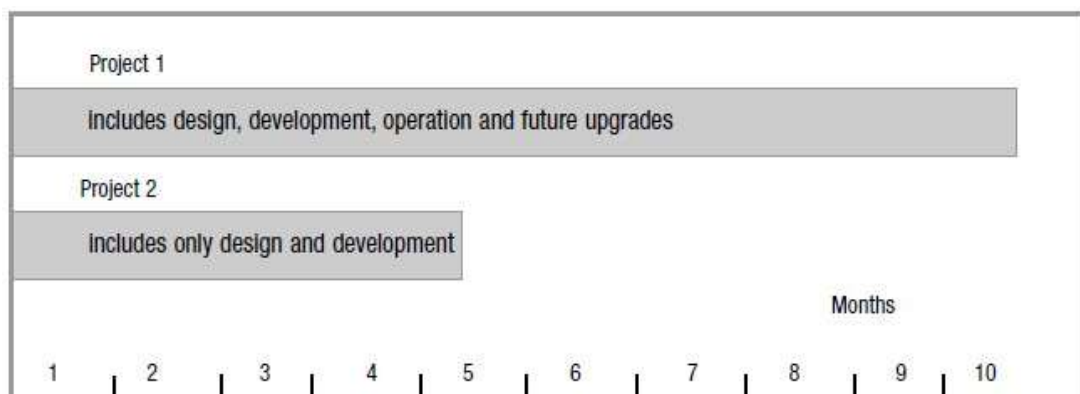 Project 1
includes design, development, operation and future upgrades
Project 2
includes only design and development
Months
1 2 3 4 5 6 7 8 9 10